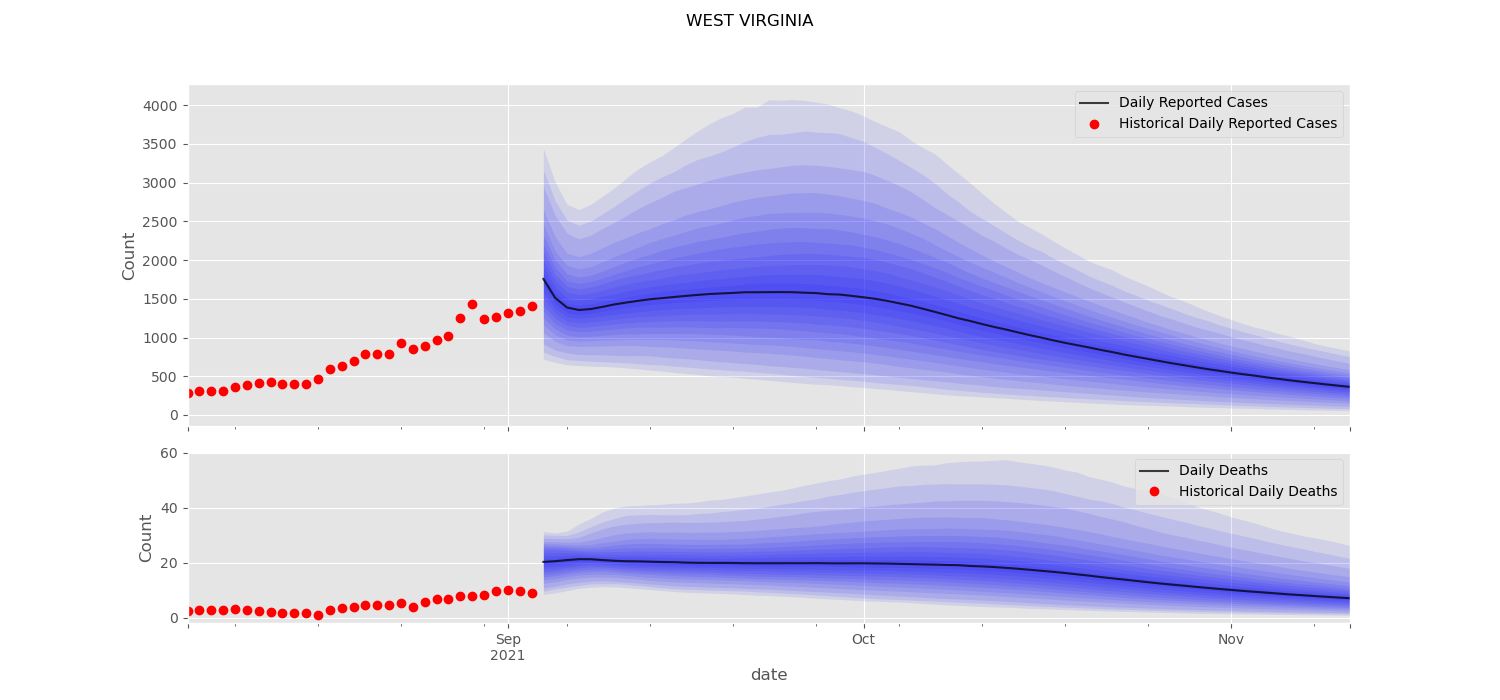 WEST VIRGINIA
4000
3500
3000
2500
2000
1500
1000
500
0
Count
Daily Reported Cases
Historical Daily Reported Cases
60
40
20
0
Count
Daily Deaths
Historical Daily Deaths
Sep
2021
Oct
Nov
date